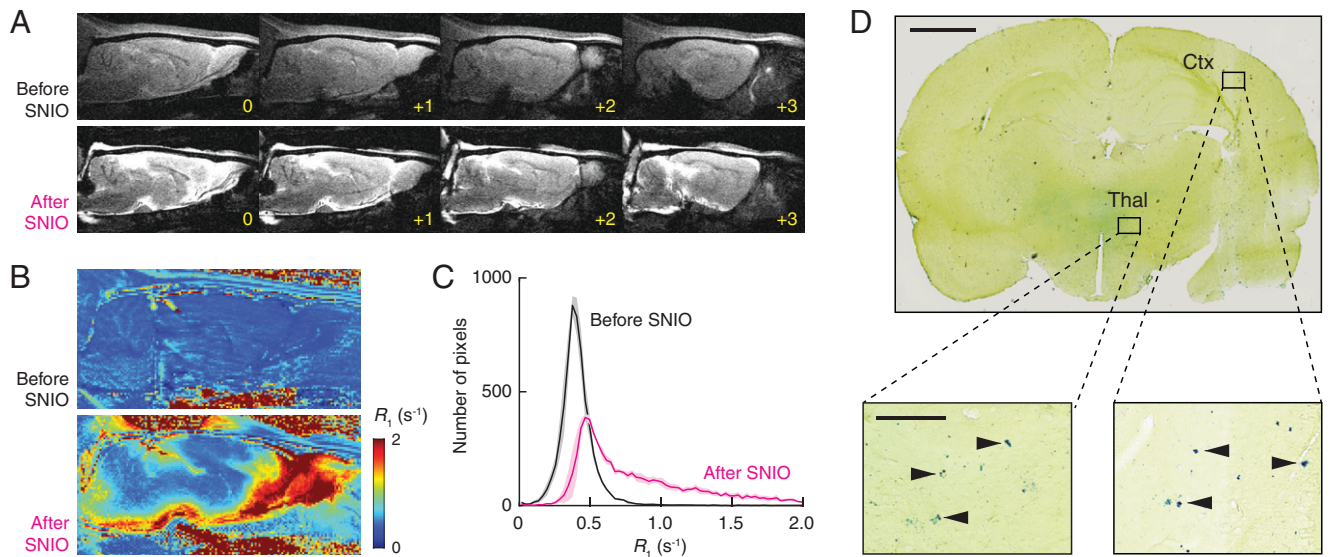 A
Before
SNIO
0
+1
+2
+3
After
SNIO
0
+1
+2
+3
B
Before
SNIO
After
SNIO
R1 (s-1)
2
0
C
Number of pixels
1000
500
0
Before SNIO
After SNIO
0 0.5 1.0 1.5 2.0
R1 (s-1)
D
Ctx
Thal